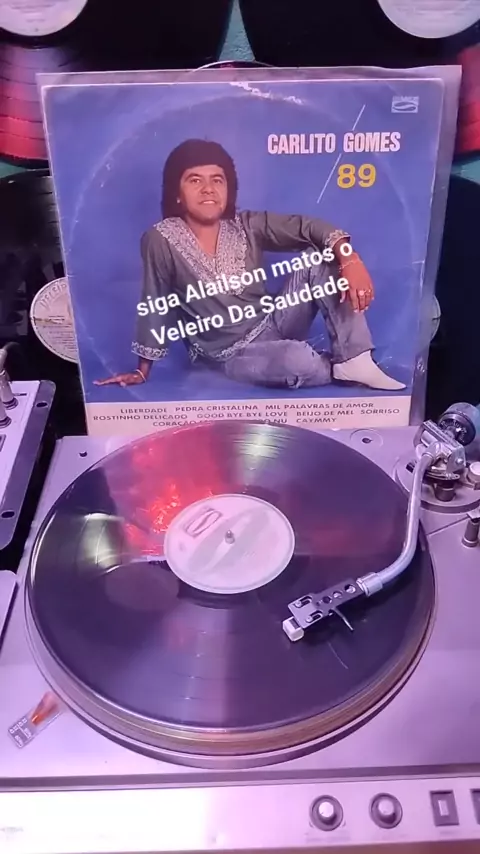 CARLITO GOMES
89
siga Alailson matos o
Veleiro Da Saudade
LIBERDADE PEDRA CRISTALINA MIL PALAVRAS DE AMOR
ROSTINHO DELICADO GOOD BYE BYE LOVE BEIJO DE MEL SORRISO
CORAÇÃO NU CAYMMY